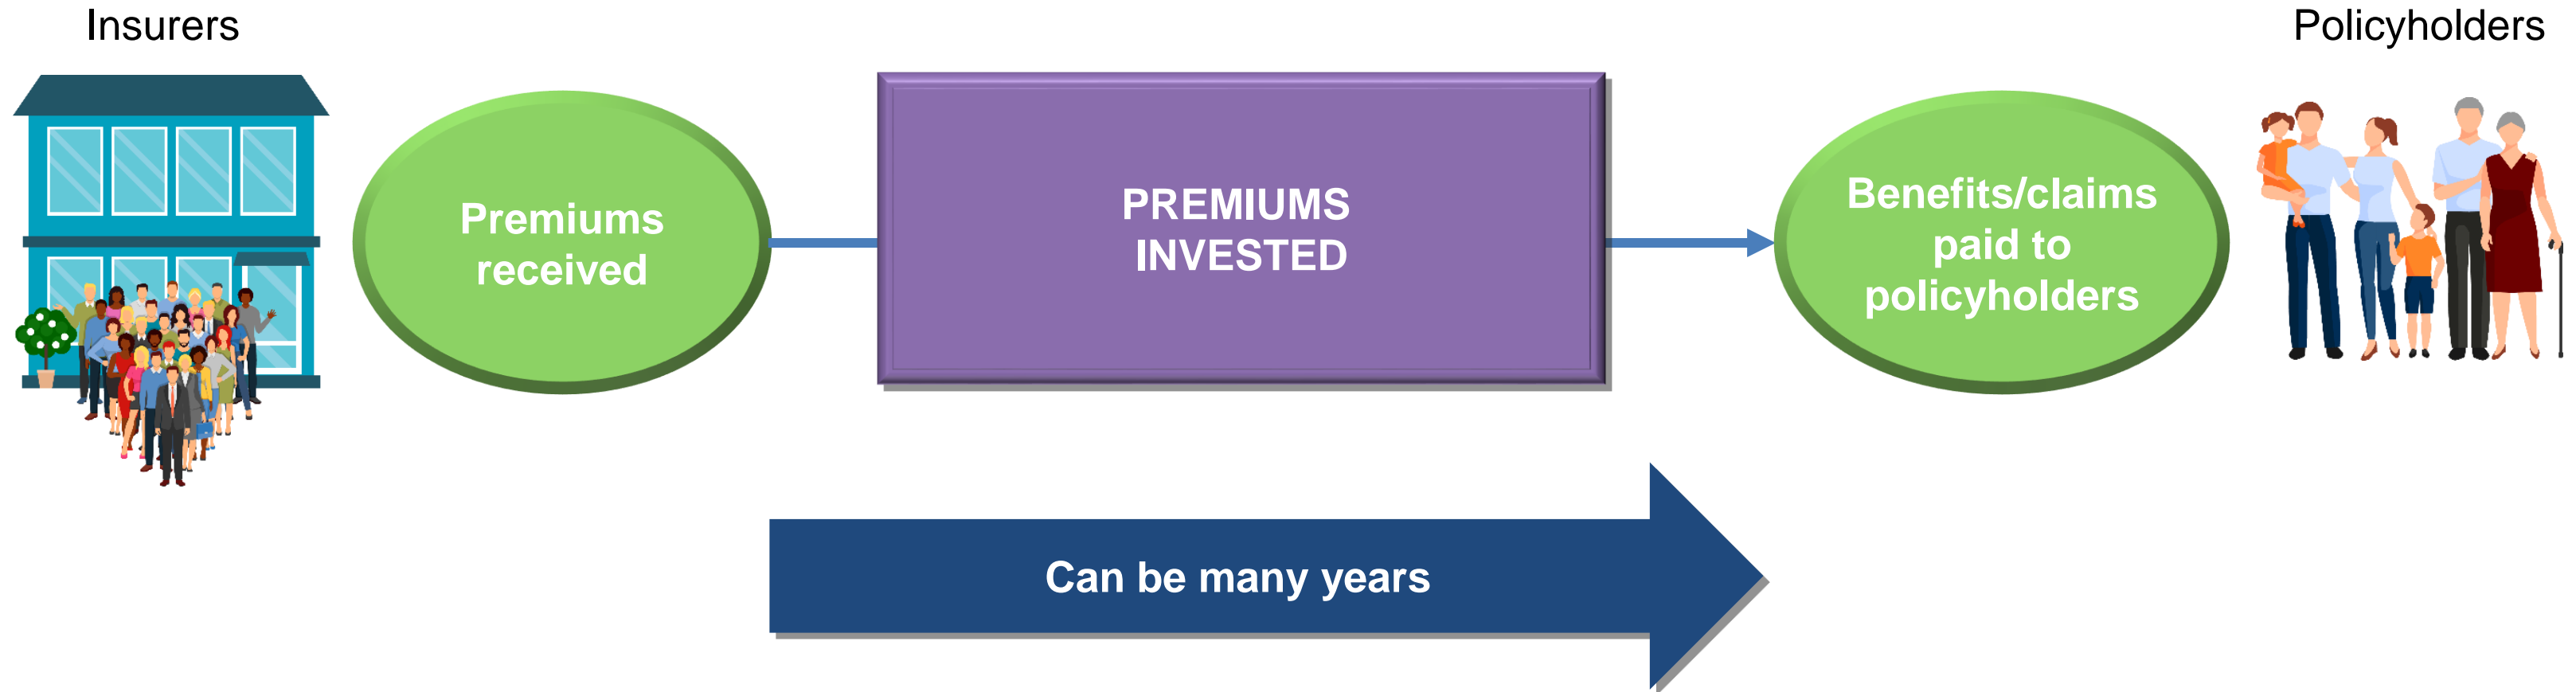 Insurers
Policyholders
Premiums
received
PREMIUMS
INVESTED
Benefits/claims
paid to
policyholders
Can be many years